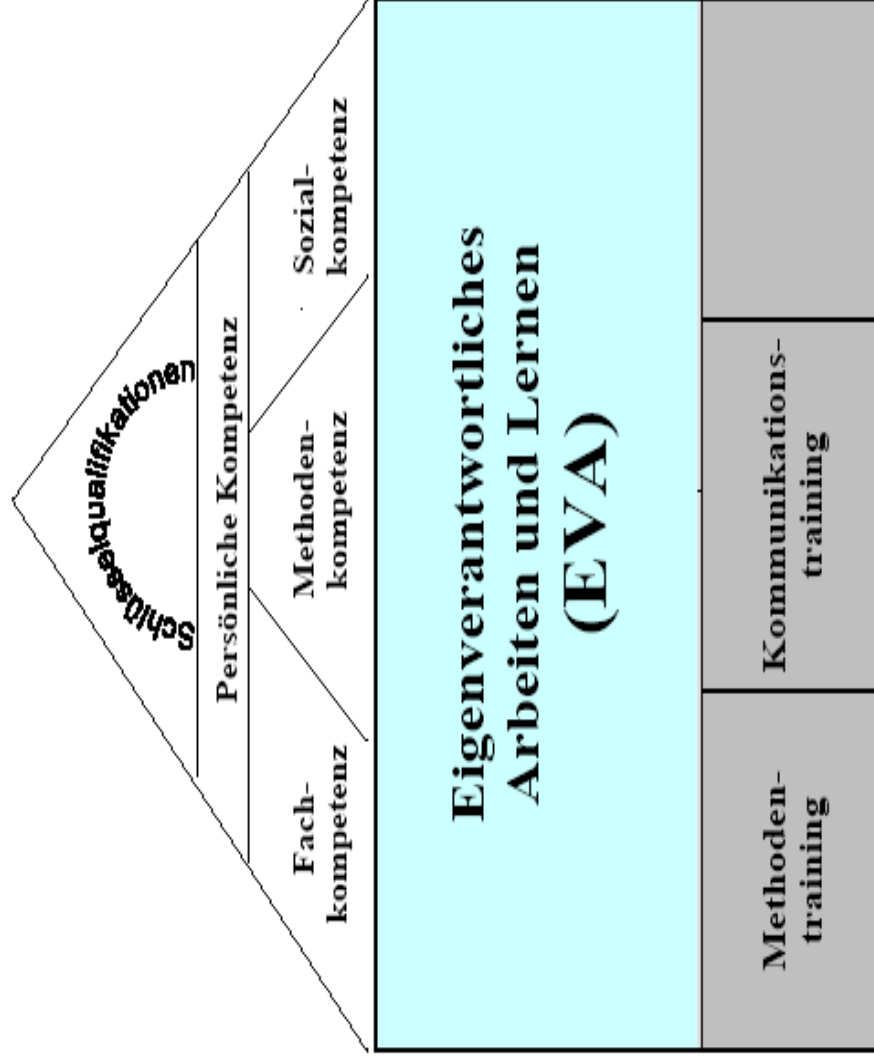 Schlüsselqualifikationen
Persönliche Kompetenz
Fach-
kompetenz
Methoden-
kompetenz
Sozial-
kompetenz
Eigenverantwortliches
Arbeiten und Lernen
(EVA)
Methoden-
training
Kommunikations-
training